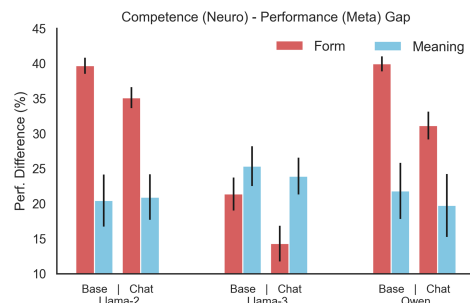 Competence (Neuro) - Performance (Meta) Gap
Form
Meaning
Perf. Difference (%)
45
40
35
30
25
20
15
10
Base | Chat
Base | Chat
Base | Chat
Llama-2
Llama-3
Qwen